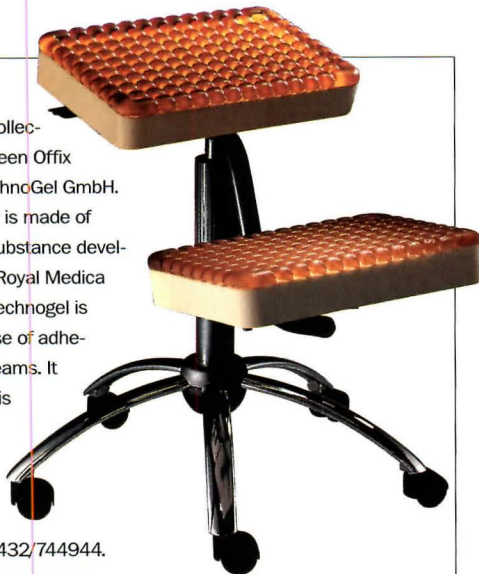 ollec-
een Offix
hnoGel GmbH.
is made of
ubstance devel-
Royal Medica
echnogel is
se of adhe-
eams. It
is
432/744944.